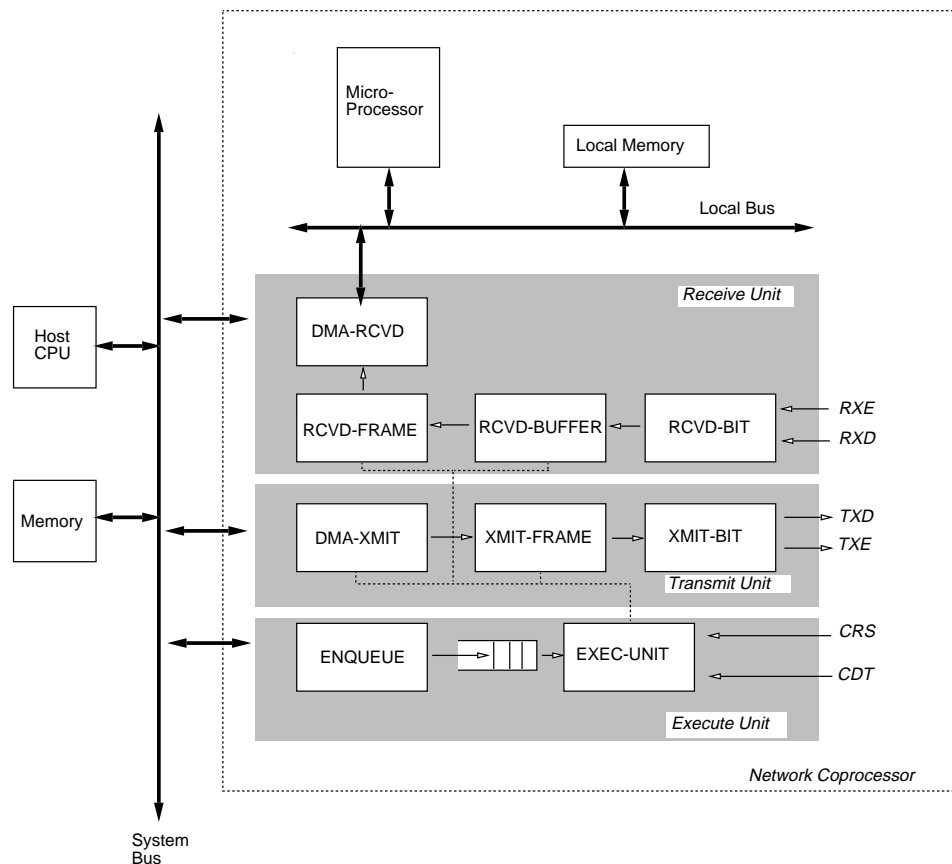 Micro-
Processor
Local Memory
Local Bus
Receive Unit
DMA-RCVD
Host
CPU
RCVD-FRAME
RCVD-BUFFER
RCVD-BIT
RXE
RXD
Memory
DMA-XMIT
XMIT-FRAME
XMIT-BIT
TXD
TXE
Transmit Unit
ENQUEUE
EXEC-UNIT
CRS
CDT
Execute Unit
Network Coprocessor
System
Bus